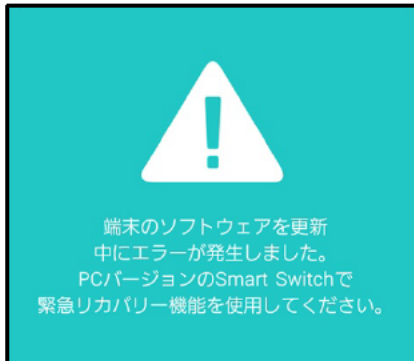 端末のソフトウェアを更新
中にエラーが発生しました。
PCバージョンのSmart Switchで
緊急リカバリー機能を使用してください。